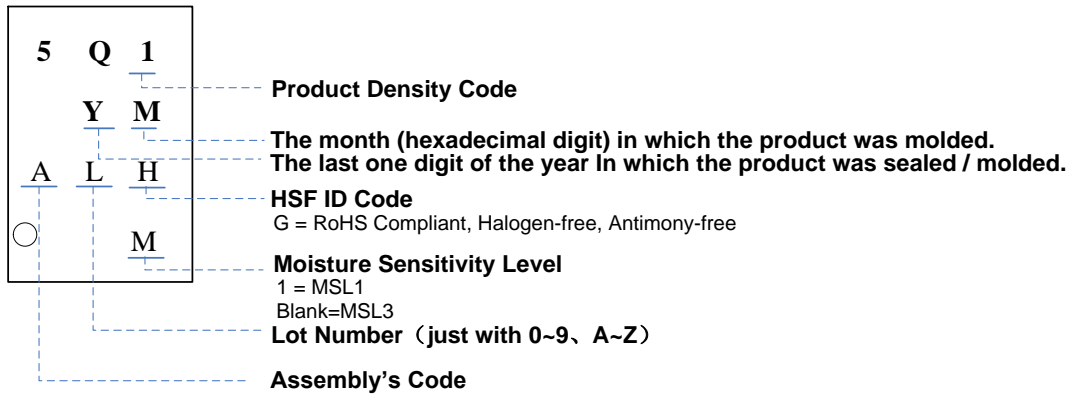 5 Q 1
Product Density Code
Y M
The month (hexadecimal digit) in which the product was molded.
The last one digit of the year In which the product was sealed / molded.
A L H
HSF ID Code
G = RoHS Compliant, Halogen-free, Antimony-free
M
Moisture Sensitivity Level
1 = MSL1
Blank=MSL3
Lot Number（just with 0~9、A~Z）
Assembly's Code